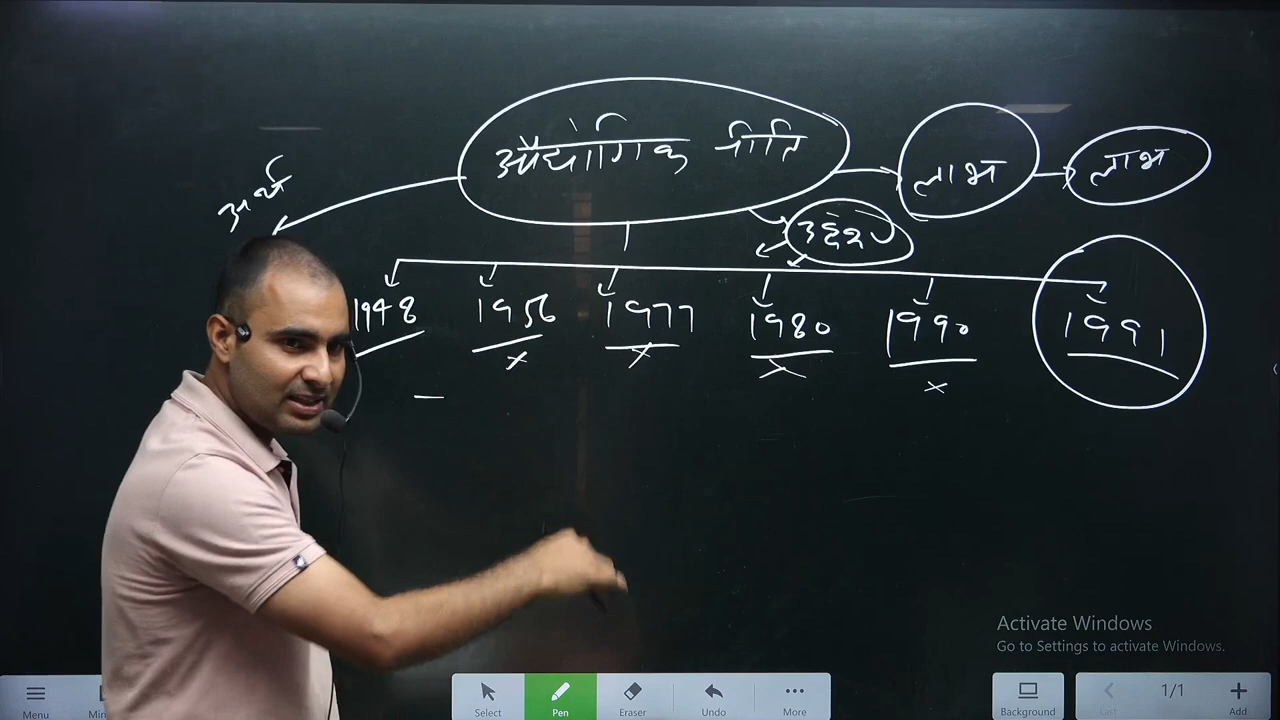 औद्योगिक नीति
लाभ
लाभ
अर्थ
उद्देश्य
1948 1956 1977 1980 1990 1991
Activate Windows
Go to Settings to activate Windows.
Menu
Select Pen Eraser Undo More
Background
1/1
Add